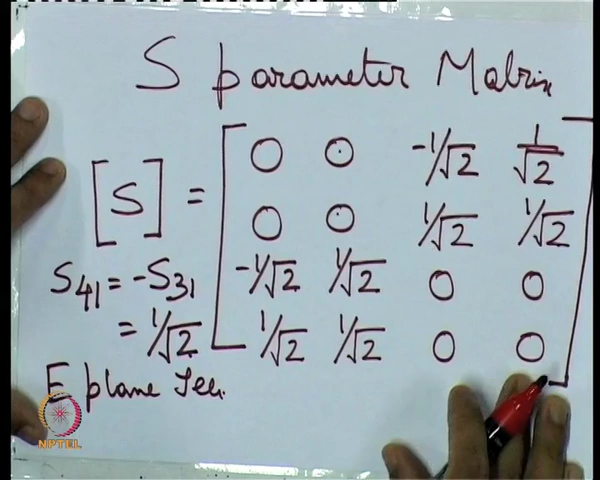 S parameter Matrix
[S] = [ 0 0 -1/√2 1/√2
0 0 1/√2 1/√2
S41 = -S31 -1/√2 1/√2 0 0
= 1/√2 1/√2 1/√2 0 0 ]
E plane Tee.
NPTEL